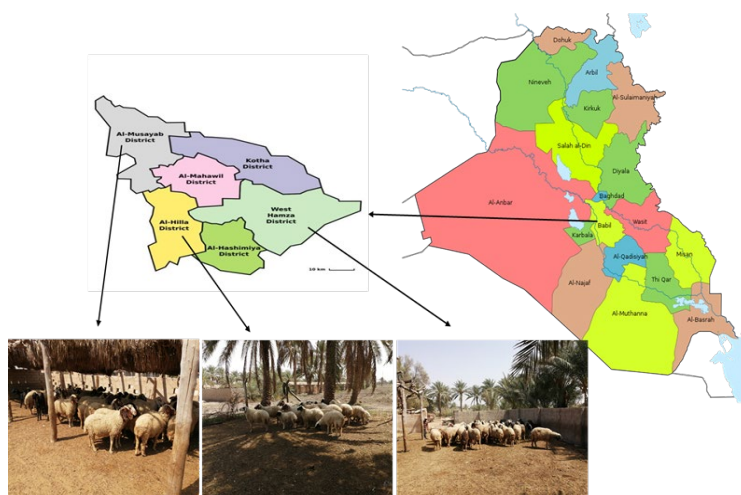 Al-Musayab
District
Kotha
District
Al-Mahawil
District
West
Hamza
District
Al-Hilla
District
Al-Hashimiya
District
10 km
Dohuk
Nineveh
Arbil
Kirkuk
Al-Sulaimaniyah
Salah al-Din
Diyala
Al-Anbar
Baghdad
Karbala
Babil
Wasit
Al-Qadisiyah
Misan
Al-Najaf
Thi Qar
Al-Muthanna
Al-Basrah